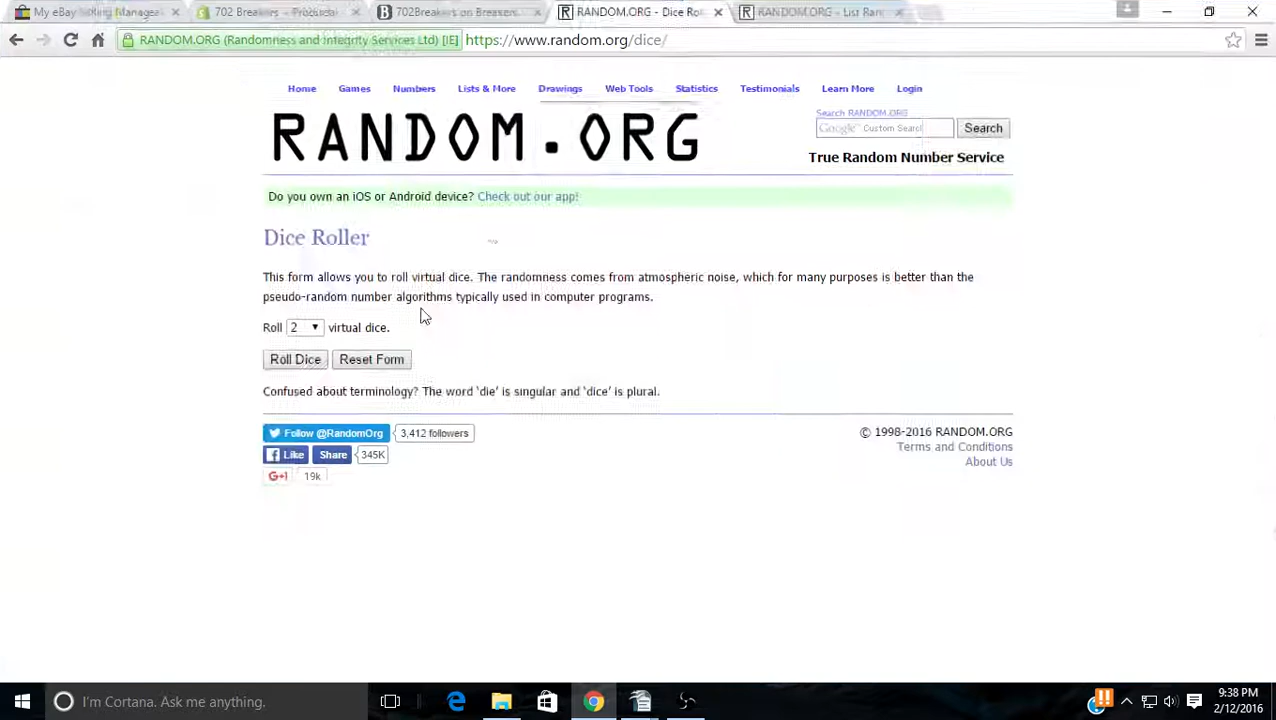 My eBay Selling Manager
702 Breakers - Products
702Breakers on Breakers
RANDOM.ORG - Dice Rol
RANDOM.ORG - List Ran
RANDOM.ORG (Randomness and Integrity Services Ltd) [IE] https://www.random.org/dice/
Home Games Numbers Lists & More Drawings Web Tools Statistics Testimonials Learn More Login
Search RANDOM.ORG
RANDOM.ORG
Google Custom Search Search
True Random Number Service
Do you own an iOS or Android device? Check out our app!
Dice Roller
This form allows you to roll virtual dice. The randomness comes from atmospheric noise, which for many purposes is better than the
pseudo-random number algorithms typically used in computer programs.
Roll 2 virtual dice.
Roll Dice Reset Form
Confused about terminology? The word ‘die’ is singular and ‘dice’ is plural.
Follow @RandomOrg 3,412 followers
© 1998-2016 RANDOM.ORG
Terms and Conditions
Like Share 345K
About Us
G+1 19k
I'm Cortana. Ask me anything.
9:38 PM
2/12/2016